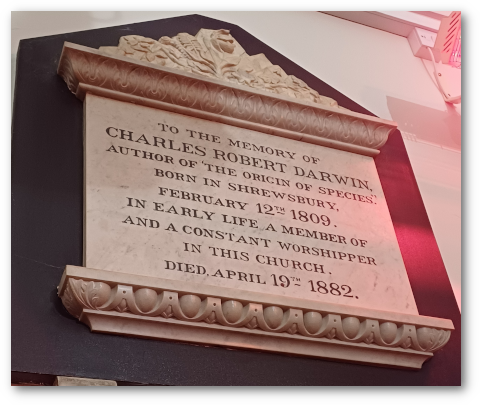 TO THE MEMORY OF
CHARLES ROBERT DARWIN,
AUTHOR OF 'THE ORIGIN OF SPECIES,'
BORN IN SHREWSBURY,
FEBRUARY 12TH 1809.
IN EARLY LIFE A MEMBER OF
AND A CONSTANT WORSHIPPER
IN THIS CHURCH.
DIED, APRIL 19TH 1882.